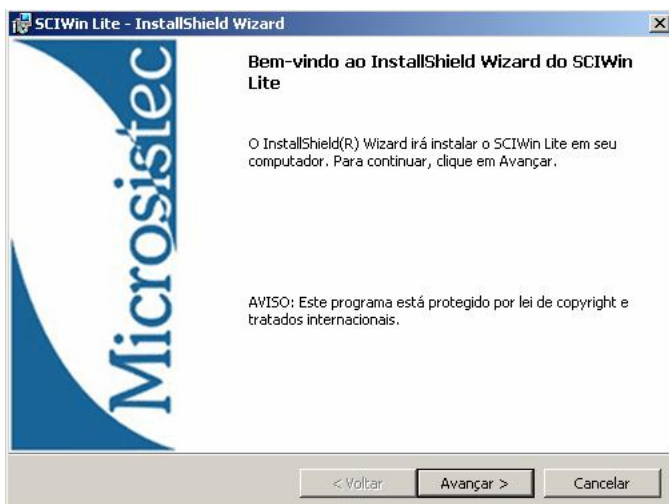 SCIWin Lite - InstallShield Wizard
Microsistec
Bem-vindo ao InstallShield Wizard do SCIWin
Lite
O InstallShield(R) Wizard irá instalar o SCIWin Lite em seu
computador. Para continuar, clique em Avançar.
AVISO: Este programa está protegido por lei de copyright e
tratados internacionais.
< Voltar
Avançar >
Cancelar